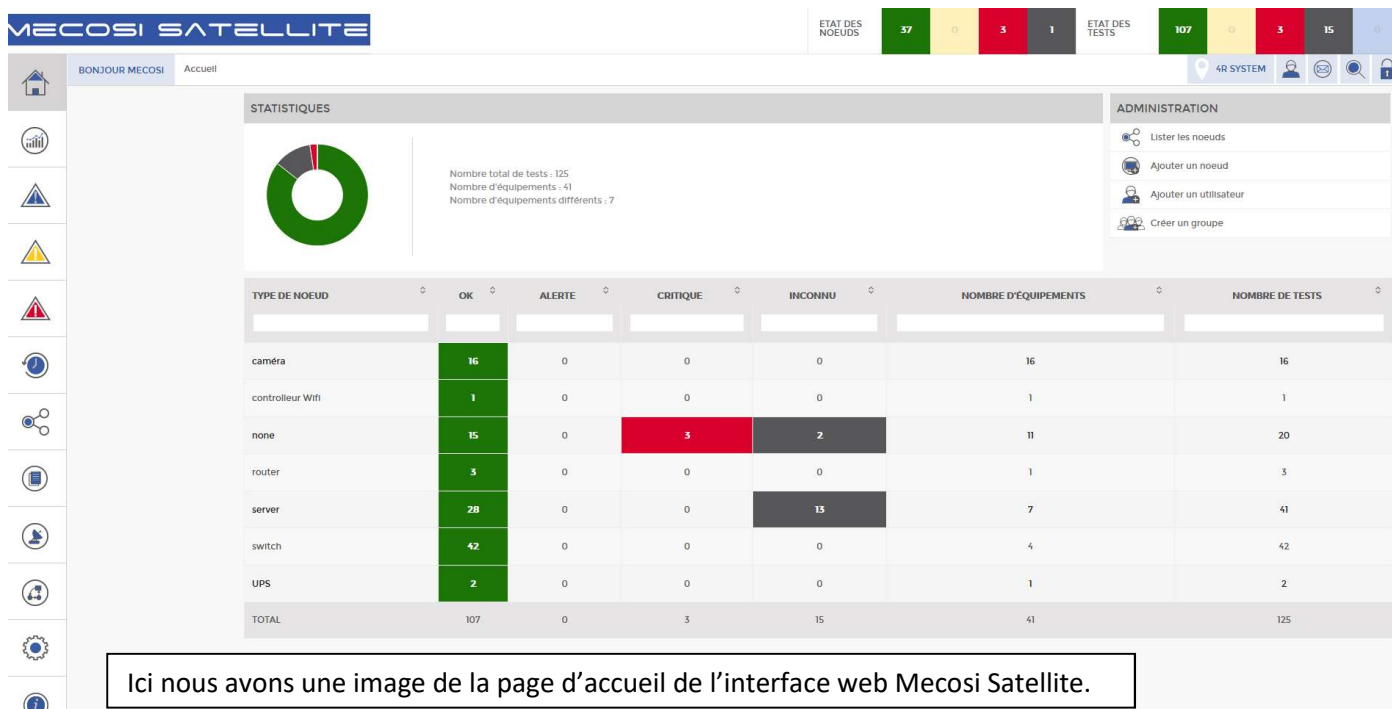 MECOSI SATELLITE
ETAT DES NOEUDS 37 0 3 1 ETAT DES TESTS 107 0 3 15 0
BONJOUR MECOSI Accueil 4R SYSTEM
STATISTIQUES
Nombre total de tests : 125
Nombre d'équipements : 41
Nombre d'équipements différents : 7
ADMINISTRATION
Lister les noeuds
Ajouter un noeud
Ajouter un utilisateur
Créer un groupe
TYPE DE NOEUD OK ALERTE CRITIQUE INCONNU NOMBRE D'ÉQUIPEMENTS NOMBRE DE TESTS
caméra 16 0 0 0 16 16
controlleur Wifi 1 0 0 0 1 1
none 15 0 3 2 11 20
router 3 0 0 0 1 3
server 28 0 0 13 7 41
switch 42 0 0 0 4 42
UPS 2 0 0 0 1 2
TOTAL 107 0 3 15 41 125
Ici nous avons une image de la page d'accueil de l'interface web Mecosi Satellite.